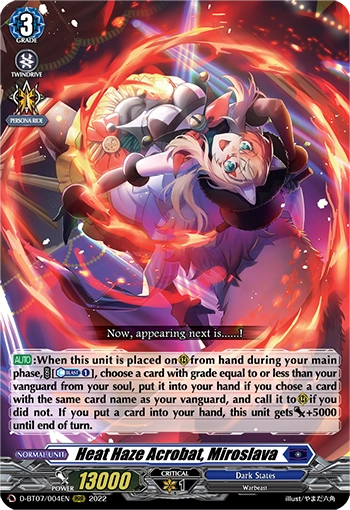 3
GRADE
TWINDRIVE
PERSONA RIDE
Now, appearing next is......!
AUTO:When this unit is placed on R from hand during your main
phase, COST [COUNTER BLAST 1], choose a card with grade equal to or less than your
vanguard from your soul, put it into your hand if you chose a card
with the same card name as your vanguard, and call it to R if you
did not. If you put a card into your hand, this unit gets +5000
until end of turn.
NORMAL UNIT
Heat Haze Acrobat, Miroslava
POWER 13000
CRITICAL
1
Dark States
Warbeast
D-BT07/004EN RRR 2022
illust/やまだ六角